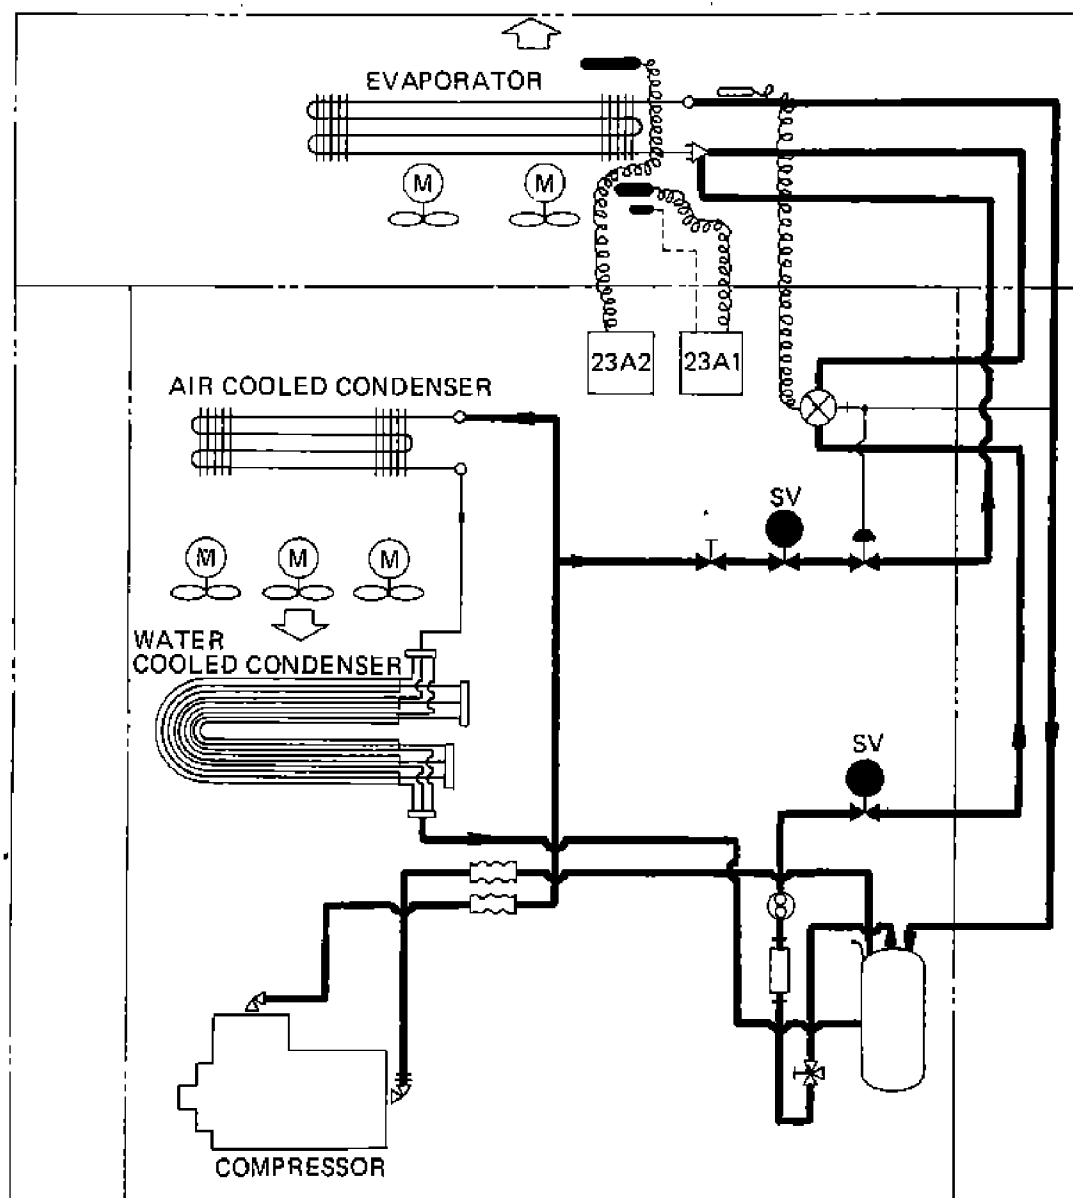 EVAPORATOR
M
M
23A2
23A1
AIR COOLED CONDENSER
SV
M
M
M
WATER
COOLED CONDENSER
SV
COMPRESSOR